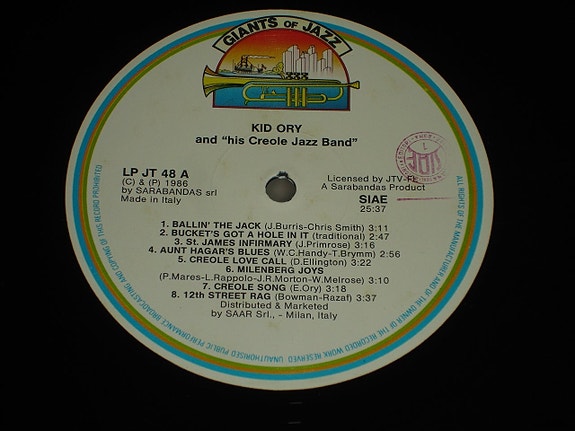 GIANTS OF JAZZ
KID ORY
and "his Creole Jazz Band"
LP JT 48 A
(C) & (P) 1986
by SARABANDAS srl
Made in Italy
Licensed by JTV-FL
A Sarabandas Product
SIAE
25:37
1. BALLIN' THE JACK (J.Burris-Chris Smith) 3:11
2. BUCKET'S GOT A HOLE IN IT (traditional) 2:47
3. St. JAMES INFIRMARY (J.Primrose) 3:16
4. AUNT HAGAR'S BLUES (W.C.Handy-T.Brymm) 2:56
5. CREOLE LOVE CALL (D.Ellington) 3:22
6. MILENBERG JOYS
(P.Mares-L.Rappolo-J.R.Morton-W.Melrose) 3:10
7. CREOLE SONG (E.Ory) 3:18
8. 12th STREET RAG (Bowman-Razaf) 3:37
Distributed & Marketed
by SAAR Srl., - Milan, Italy
ALL RIGHTS OF THE MANUFACTURER AND OF THE OWNER OF THE RECORDED WORK RESERVED UNAUTHORISED PUBLIC PERFORMANCE BROADCASTING AND COPYING OF THIS RECORD PROHIBITED